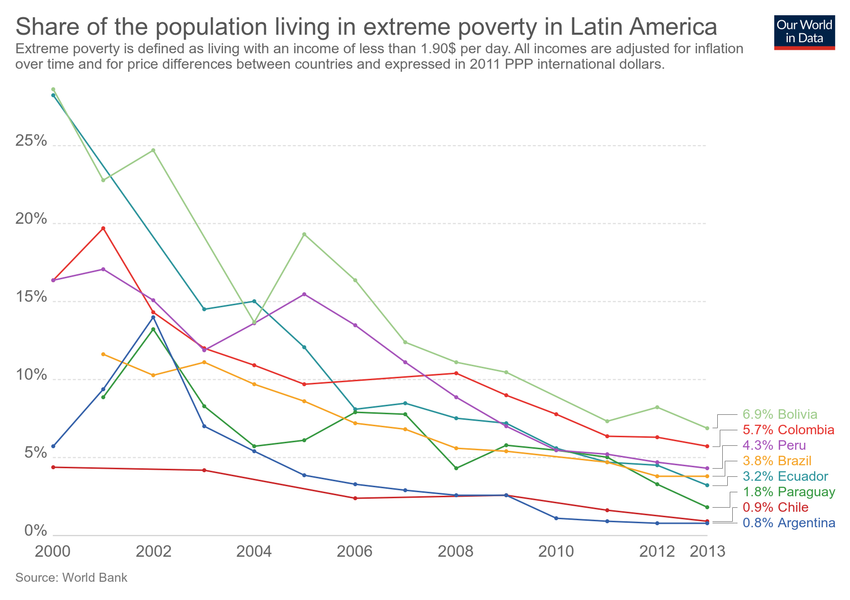 Share of the population living in extreme poverty in Latin America
Our World
in Data
Extreme poverty is defined as living with an income of less than 1.90$ per day. All incomes are adjusted for inflation
over time and for price differences between countries and expressed in 2011 PPP international dollars.
25%
20%
15%
10%
5%
0%
6.9% Bolivia
5.7% Colombia
4.3% Peru
3.8% Brazil
3.2% Ecuador
1.8% Paraguay
0.9% Chile
0.8% Argentina
2000 2002 2004 2006 2008 2010 2012 2013
Source: World Bank